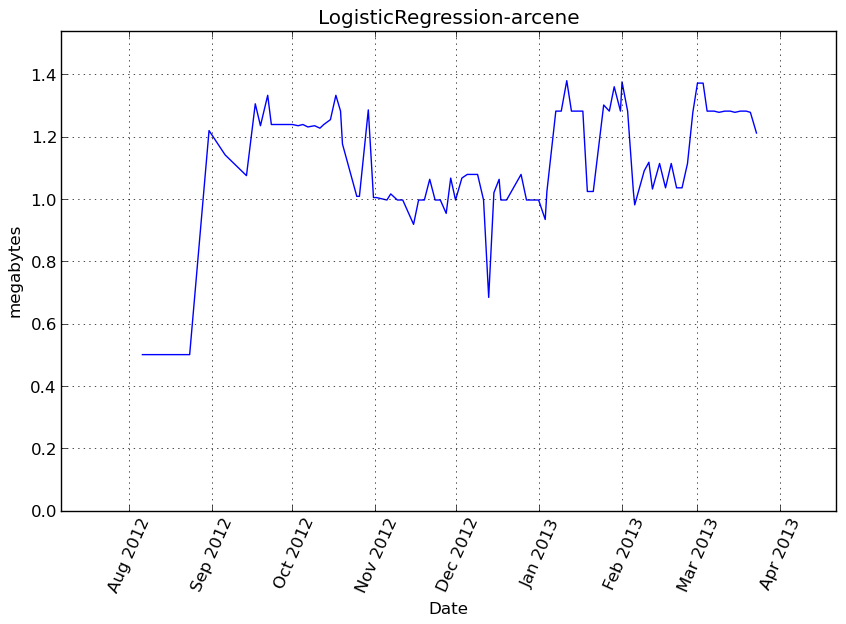 LogisticRegression-arcene
1.4
1.2
1.0
0.8
0.6
0.4
0.2
0.0
megabytes
Aug 2012
Sep 2012
Oct 2012
Nov 2012
Dec 2012
Jan 2013
Feb 2013
Mar 2013
Apr 2013
Date